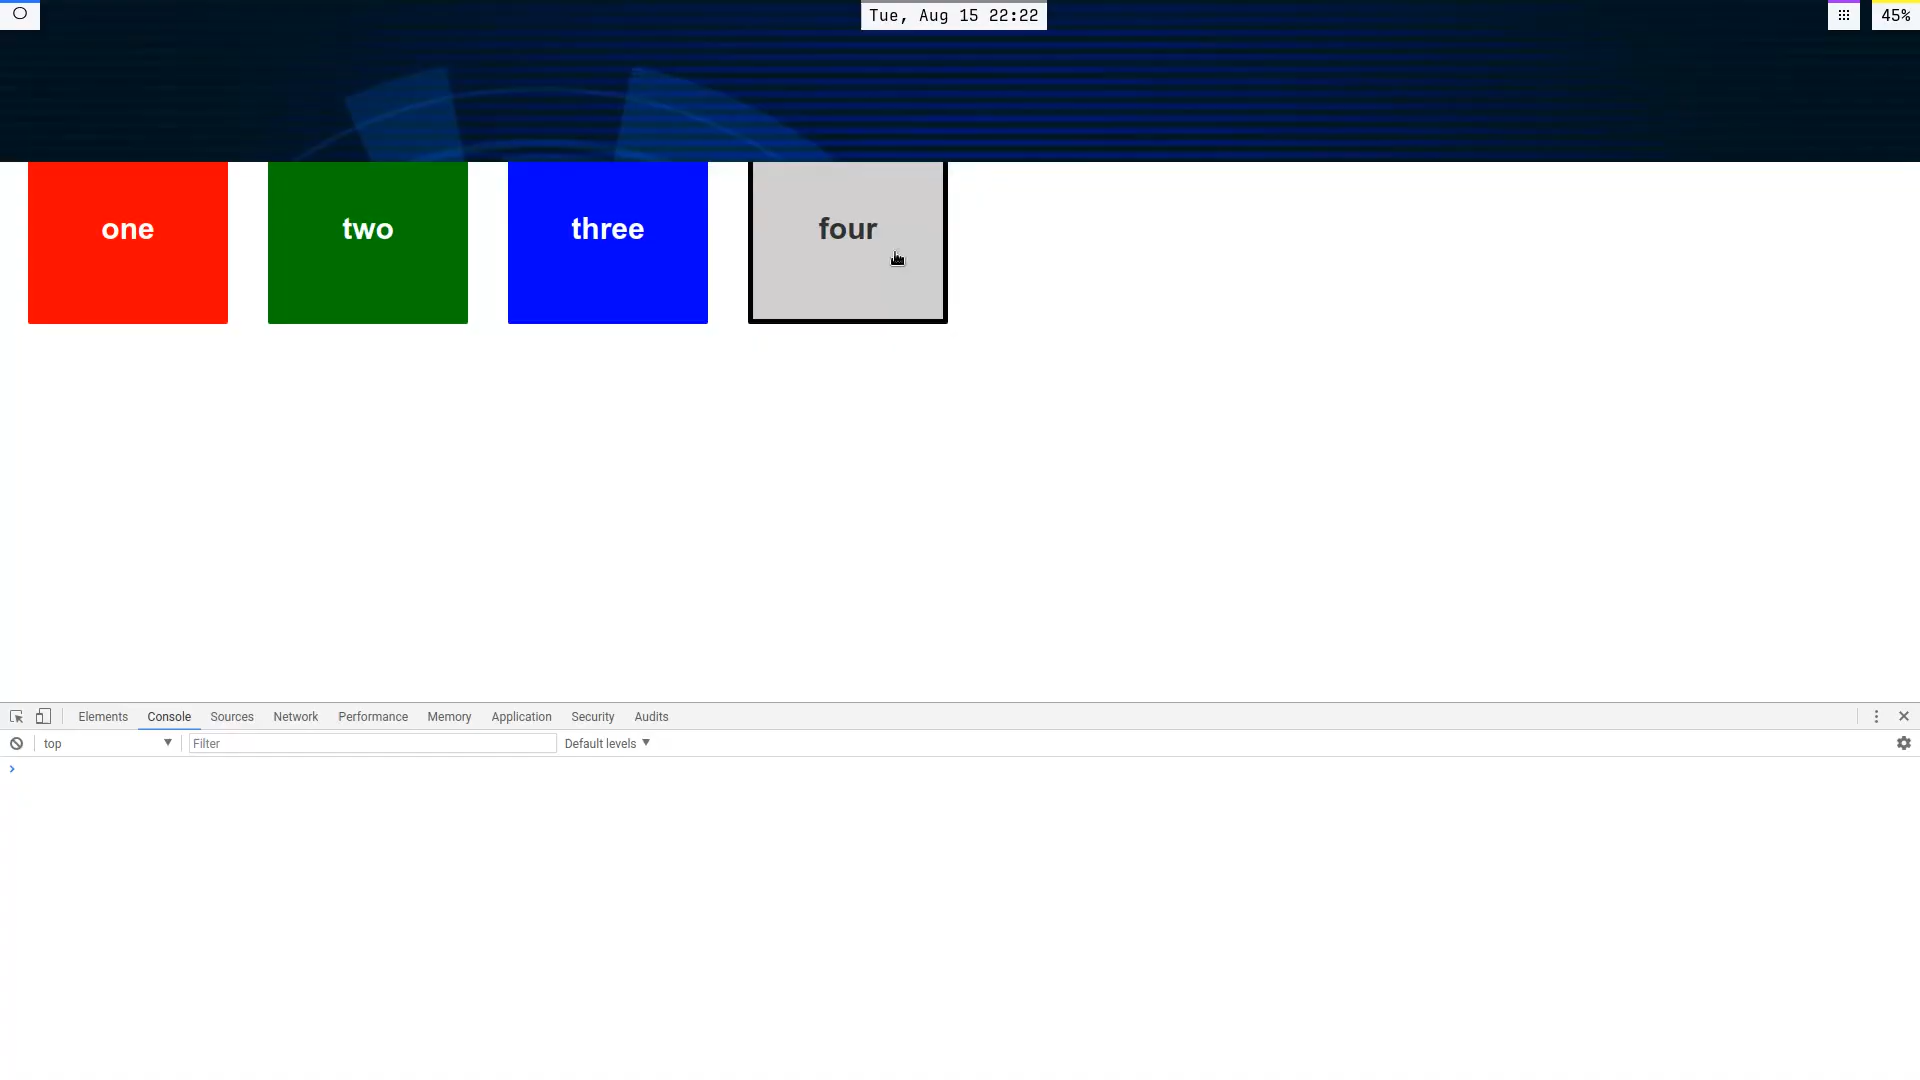 Tue, Aug 15 22:22
45%
one
two
three
four
Elements Console Sources Network Performance Memory Application Security Audits
top Filter Default levels